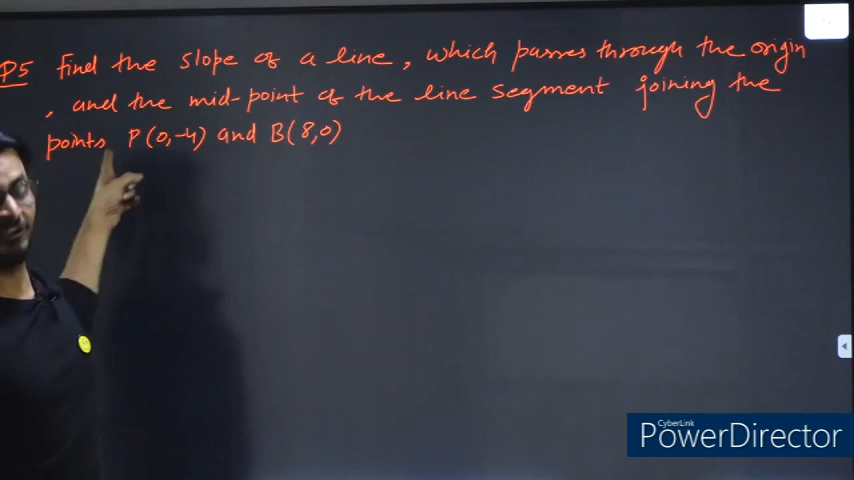 P5 Find the slope of a line, which passes through the origin
, and the mid-point of the line segment joining the
points P(0,-4) and B(8,0)
CyberLink
PowerDirector